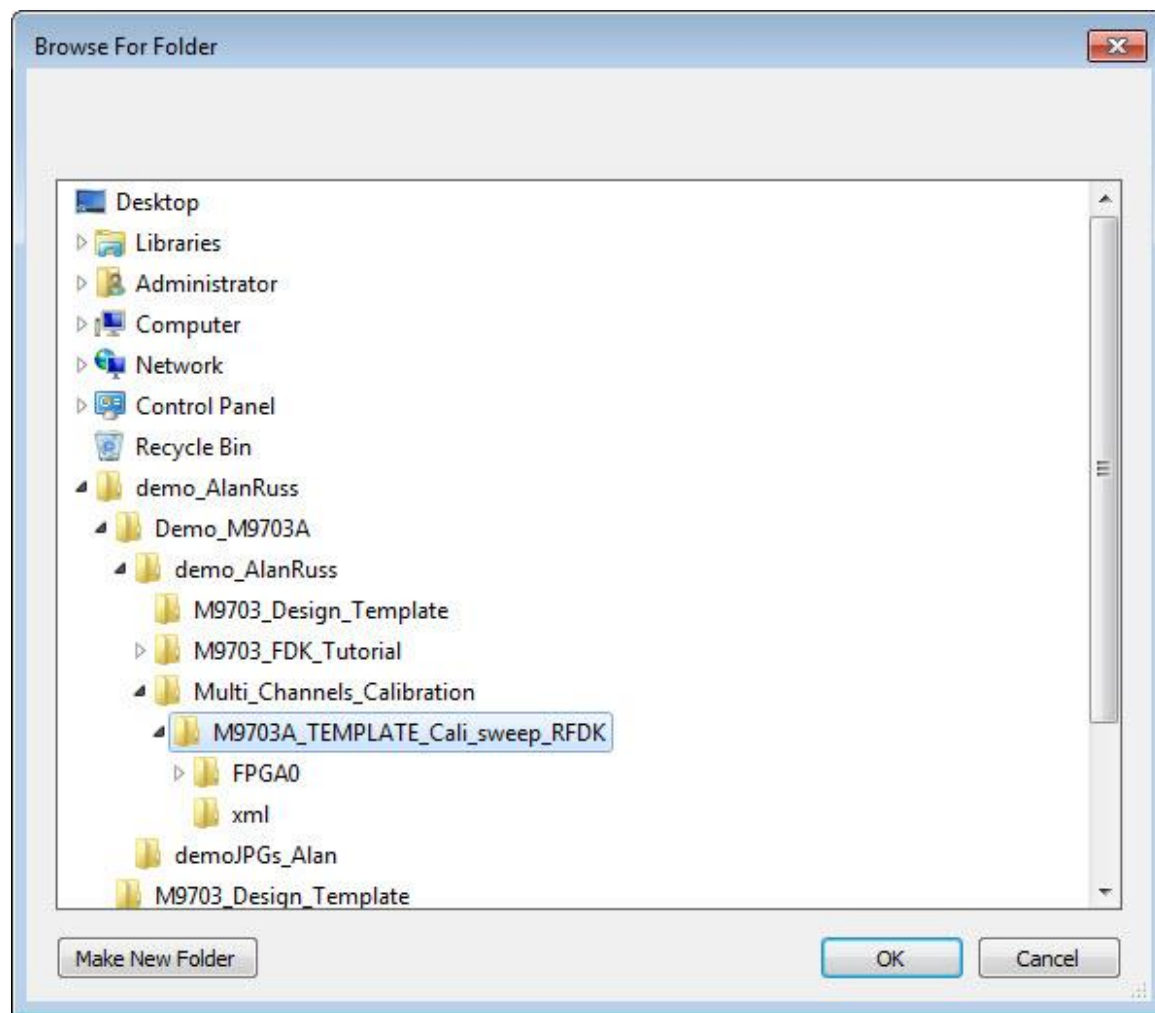 Browse For Folder
Desktop
Libraries
Administrator
Computer
Network
Control Panel
Recycle Bin
demo_AlanRuss
Demo_M9703A
demo_AlanRuss
M9703_Design_Template
M9703_FDK_Tutorial
Multi_Channels_Calibration
M9703A_TEMPLATE_Cali_sweep_RFDK
FPGA0
xml
demoJPGs_Alan
M9703_Design_Template
Make New Folder OK Cancel